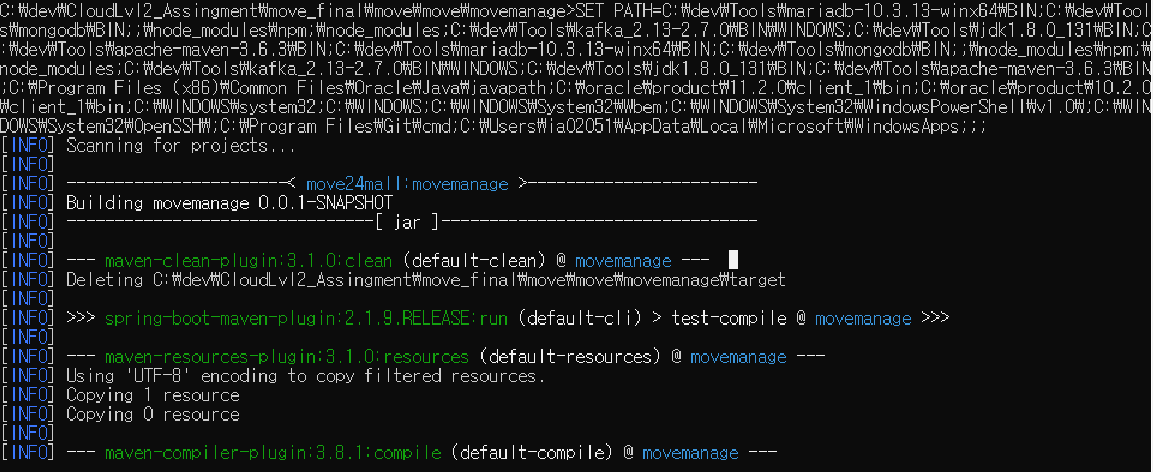 C:₩dev₩CloudLvl2_Assingment₩move_final₩move₩move₩movemanage>SET PATH=C:₩dev₩Tools₩mariadb-10.3.13-winx64₩BIN;C:₩dev₩Tool
s₩mongodb₩BIN;;₩node_modules₩npm;₩node_modules;C:₩dev₩Tools₩kafka_2.13-2.7.0₩BIN₩WINDOWS;C:₩dev₩Tools₩jdk1.8.0_131₩BIN;C
:₩dev₩Tools₩apache-maven-3.6.3₩BIN;C:₩dev₩Tools₩mariadb-10.3.13-winx64₩BIN;C:₩dev₩Tools₩mongodb₩BIN;;₩node_modules₩npm;₩
node_modules;C:₩dev₩Tools₩kafka_2.13-2.7.0₩BIN₩WINDOWS;C:₩dev₩Tools₩jdk1.8.0_131₩BIN;C:₩dev₩Tools₩apache-maven-3.6.3₩BIN
;C:₩Program Files (x86)₩Common Files₩Oracle₩Java₩javapath;C:₩oracle₩product₩11.2.0₩client_1₩bin;C:₩oracle₩product₩10.2.0
₩client_1₩bin;C:₩WINDOWS₩system32;C:₩WINDOWS;C:₩WINDOWS₩System32₩Wbem;C:₩WINDOWS₩System32₩WindowsPowerShell₩v1.0₩;C:₩WIN
DOWS₩System32₩OpenSSH₩;C:₩Program Files₩Git₩cmd;C:₩Users₩ia02051₩AppData₩Local₩Microsoft₩WindowsApps;;;
[INFO] Scanning for projects...
[INFO]
[INFO] -----------------------< move24mall:movemanage >------------------------
[INFO] Building movemanage 0.0.1-SNAPSHOT
[INFO] --------------------------------[ jar ]---------------------------------
[INFO]
[INFO] --- maven-clean-plugin:3.1.0:clean (default-clean) @ movemanage ---
[INFO] Deleting C:₩dev₩CloudLvl2_Assingment₩move_final₩move₩move₩movemanage₩target
[INFO]
[INFO] >>> spring-boot-maven-plugin:2.1.9.RELEASE:run (default-cli) > test-compile @ movemanage >>>
[INFO]
[INFO] --- maven-resources-plugin:3.1.0:resources (default-resources) @ movemanage ---
[INFO] Using 'UTF-8' encoding to copy filtered resources.
[INFO] Copying 1 resource
[INFO] Copying 0 resource
[INFO]
[INFO] --- maven-compiler-plugin:3.8.1:compile (default-compile) @ movemanage ---